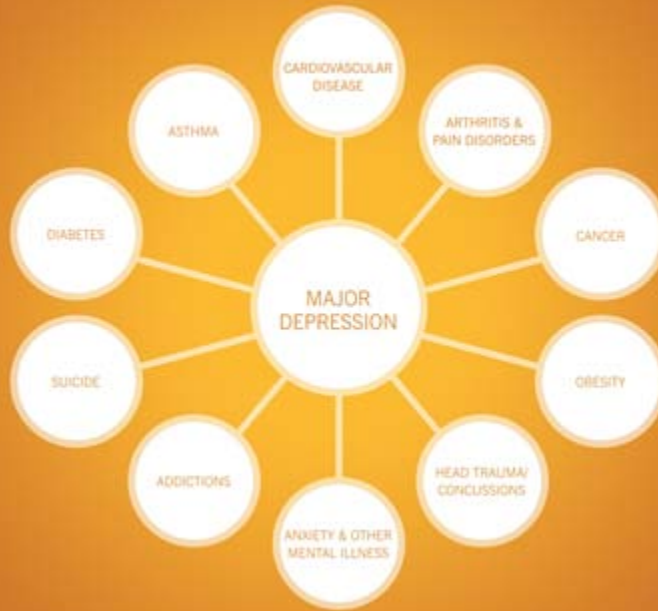 CARDIOVASCULAR
DISEASE
ARTHRITIS &
PAIN DISORDERS
ASTHMA
CANCER
DIABETES
MAJOR
DEPRESSION
SUICIDE
OBESITY
ADDICTIONS
HEAD TRAUMA/
CONCUSSIONS
ANXIETY & OTHER
MENTAL ILLNESS